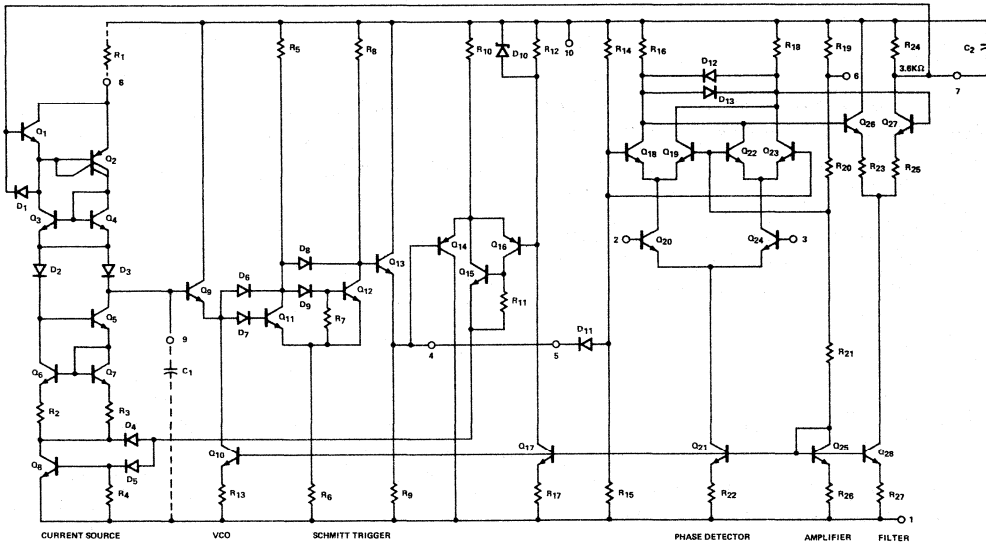 R1
6
Q1
Q2
D1
Q3
Q4
D2
D3
Q5
Q6
Q7
R2
R3
D4
Q8
D5
R4
9
C1
R5
R8
Q9
D6
D7
D8
D9
Q11
Q12
R7
Q13
Q10
R13
R6
R9
R10
D10
R12
10
Q14
Q15
Q16
R11
4
5
D11
Q17
R17
R14
R15
R16
R18
D12
D13
Q18
Q19
Q22
Q23
2
Q20
Q24
3
Q21
R22
R19
6
R20
R21
Q25
R26
R24
3.6KΩ
7
C2
Q26
Q27
R23
R25
Q28
R27
1
CURRENT SOURCE
VCO
SCHMITT TRIGGER
PHASE DETECTOR
AMPLIFIER
FILTER